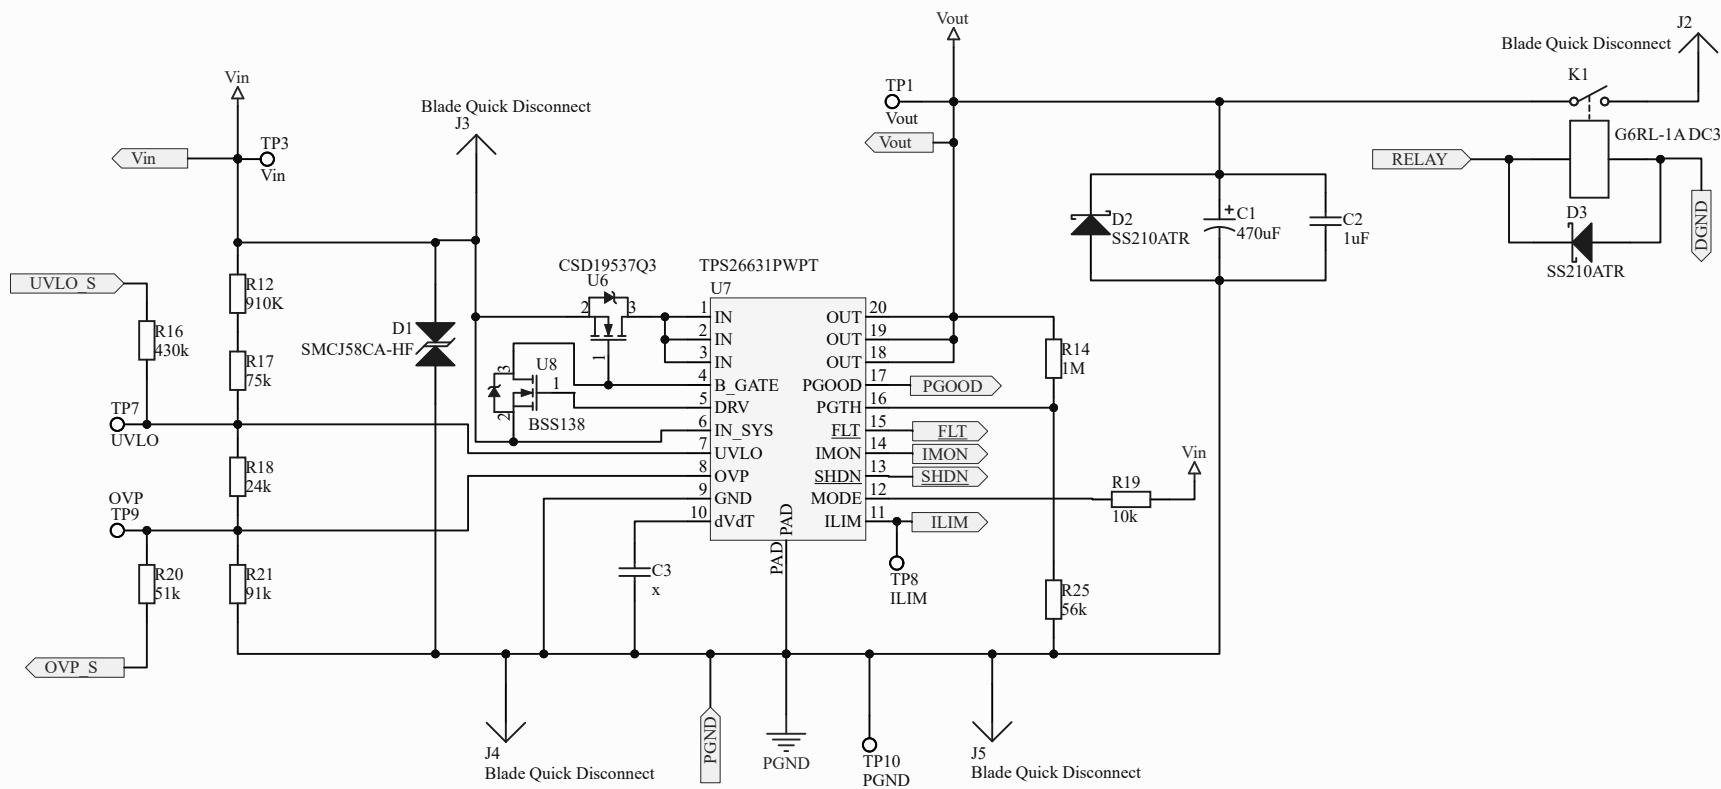 Vout
J2
Blade Quick Disconnect
K1
Vin
TP1
Vout
Blade Quick Disconnect
J3
G6RL-1A DC3
TP3
Vin
Vin
Vout
RELAY
DGND
D3
SS210ATR
D2
SS210ATR
C1
470uF
C2
1uF
UVLO_S
R12
910K
R16
430k
R17
75k
D1
SMCJ58CA-HF
CSD19537Q3
U6
2
3
1
TPS26631PWPT
U7
1
IN
2
IN
3
IN
4
B_GATE
5
DRV
6
IN_SYS
7
UVLO
8
OVP
9
GND
10
dVdT
20
OUT
19
OUT
18
OUT
17
PGOOD
16
PGTH
15
FLT
14
IMON
13
SHDN
12
MODE
11
ILIM
PAD
PAD
U8
3
1
2
BSS138
PGOOD
FLT
IMON
SHDN
ILIM
R14
1M
TP7
UVLO
R18
24k
OVP
TP9
R20
51k
R21
91k
OVP_S
C3
x
TP8
ILIM
R19
10k
Vin
R25
56k
J4
Blade Quick Disconnect
PGND
PGND
TP10
PGND
J5
Blade Quick Disconnect